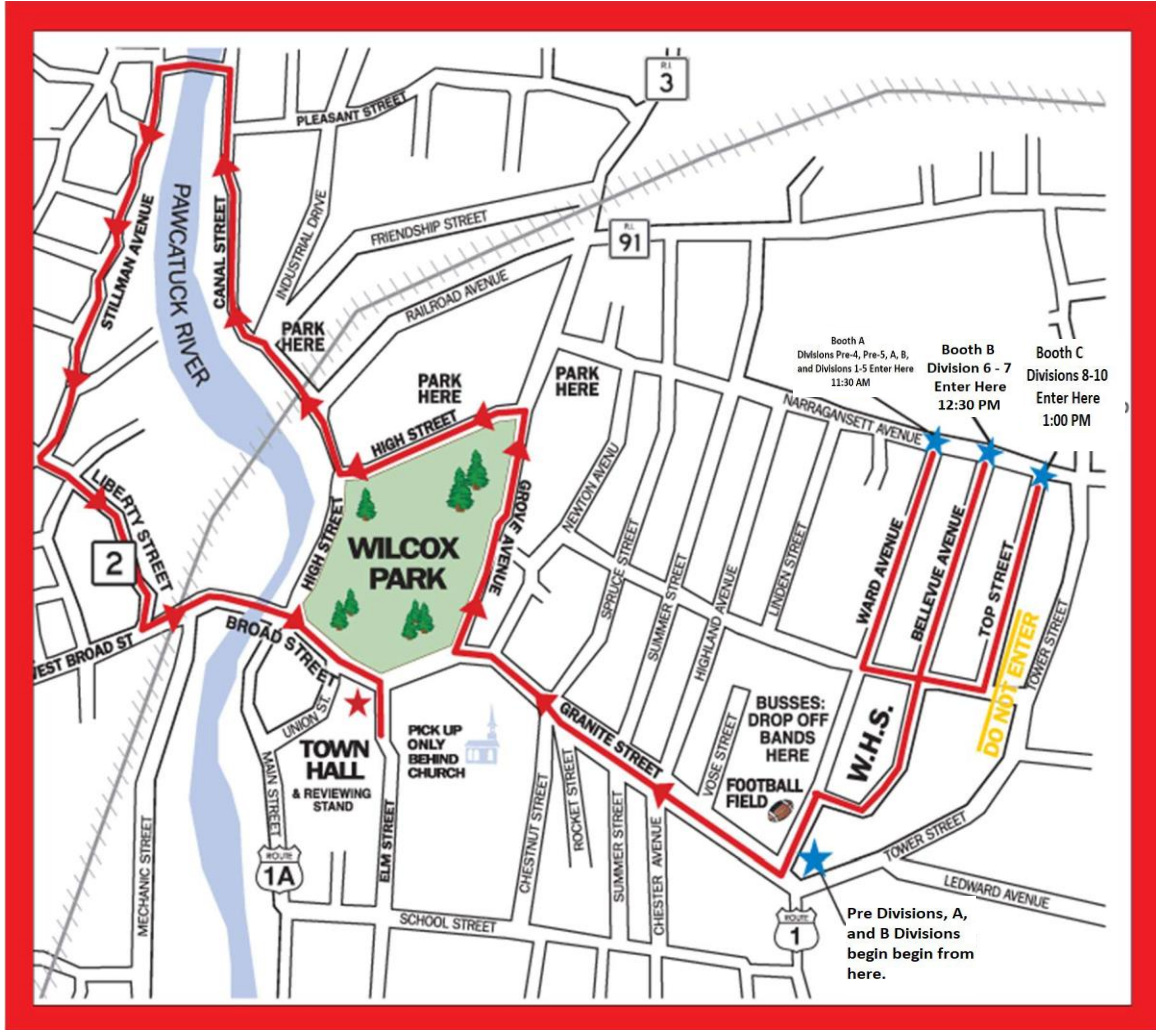 R.I.
3
PLEASANT STREET
PAWCATUCK RIVER
STILLMAN AVENUE
CANAL STREET
INDUSTRIAL DRIVE
FRIENDSHIP STREET
R.I.
91
RAILROAD AVENUE
PARK
HERE
PARK
HERE
PARK
HERE
Booth A
Divisions Pre-4, Pre-5, A, B,
and Divisions 1-5 Enter Here
11:30 AM
Booth B
Division 6 - 7
Enter Here
12:30 PM
Booth C
Divisions 8-10
Enter Here
1:00 PM
NARRAGANSETT AVENUE
HIGH STREET
LIBERTY STREET
2
HIGH STREET
WILCOX
PARK
GROVE AVENUE
NEWTON AVENU
SPRUCE STREET
SUMMER STREET
HIGHLAND AVENUE
LINDEN STREET
WARD AVENUE
BELLEVUE AVENUE
TOP STREET
DO NOT ENTER
TOWER STREET
WEST BROAD ST
BROAD STREET
UNION ST.
TOWN
HALL
& REVIEWING
STAND
PICK UP
ONLY
BEHIND
CHURCH
GRANITE STREET
VOSE STREET
BUSSES:
DROP OFF
BANDS
HERE
FOOTBALL
FIELD
W.H.S.
MAIN STREET
MECHANIC STREET
ROUTE
1A
ELM STREET
CHESTNUT STREET
ROCKET STREET
SUMMER STREET
CHESTER AVENUE
TOWER STREET
LEDWARD AVENUE
SCHOOL STREET
ROUTE
1
Pre Divisions, A,
and B Divisions
begin begin from
here.